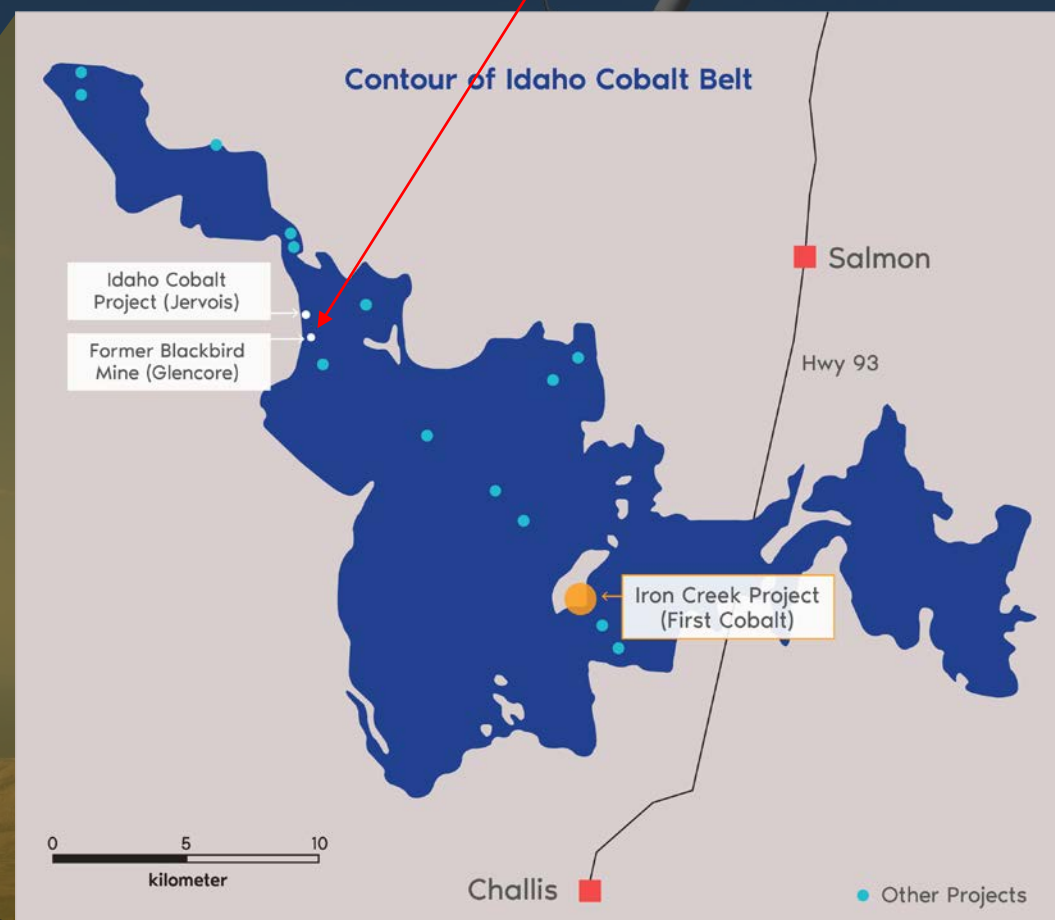 Contour of Idaho Cobalt Belt
Salmon
Idaho Cobalt
Project (Jervois)
Former Blackbird
Mine (Glencore)
Hwy 93
Iron Creek Project
(First Cobalt)
0 5 10
kilometer
Challis
Other Projects